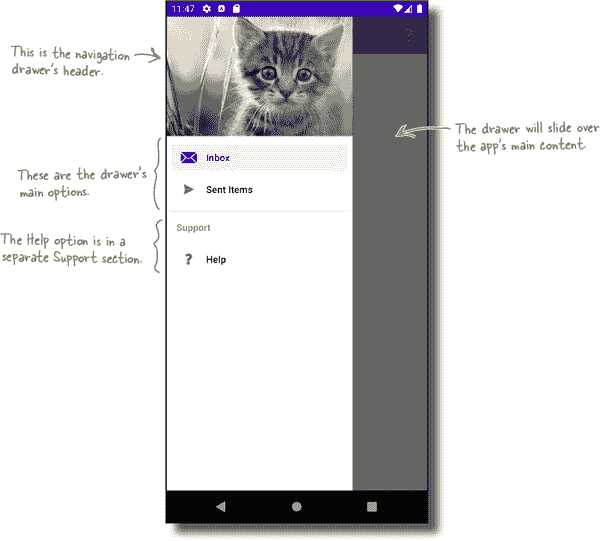 11:47
?
This is the navigation
drawer's header.
The drawer will slide over
the app's main content.
Inbox
These are the drawer's
main options.
Sent Items
Support
The Help option is in a
separate Support section.
? Help